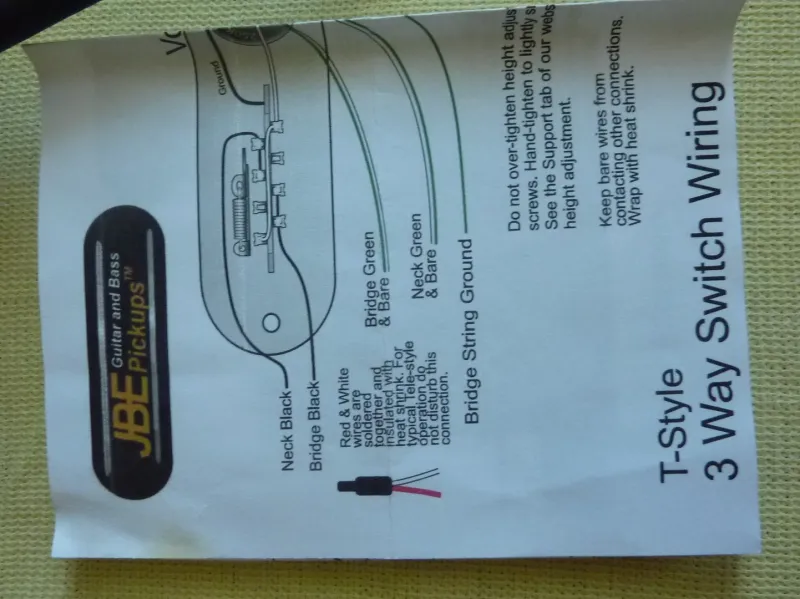 JBE Guitar and Bass
Pickups™
Ground
Neck Black
Bridge Black
Red & White
wires are
soldered
together and
insulated with
heat shrink. For
typical Tele-style
operation do
not disturb this
connection.
Bridge Green
& Bare
Neck Green
& Bare
Bridge String Ground
Do not over-tighten height
screws. Hand-tighten to lightly
See the Support tab of our
height adjustment.
Keep bare wires from
contacting other connections.
Wrap with heat shrink.
T-Style
3 Way Switch Wiring